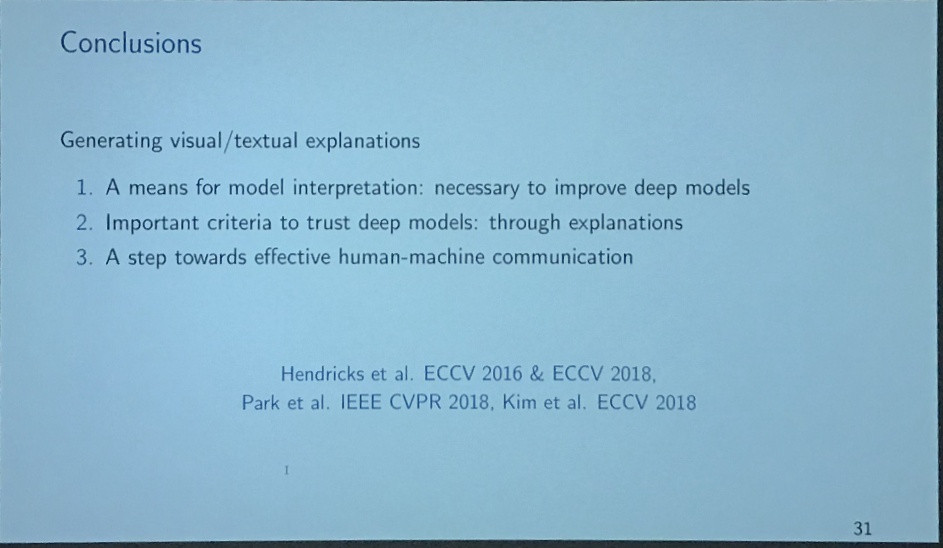 Conclusions
Generating visual/textual explanations
1. A means for model interpretation: necessary to improve deep models
2. Important criteria to trust deep models: through explanations
3. A step towards effective human-machine communication
Hendricks et al. ECCV 2016 & ECCV 2018,
Park et al. IEEE CVPR 2018, Kim et al. ECCV 2018
31